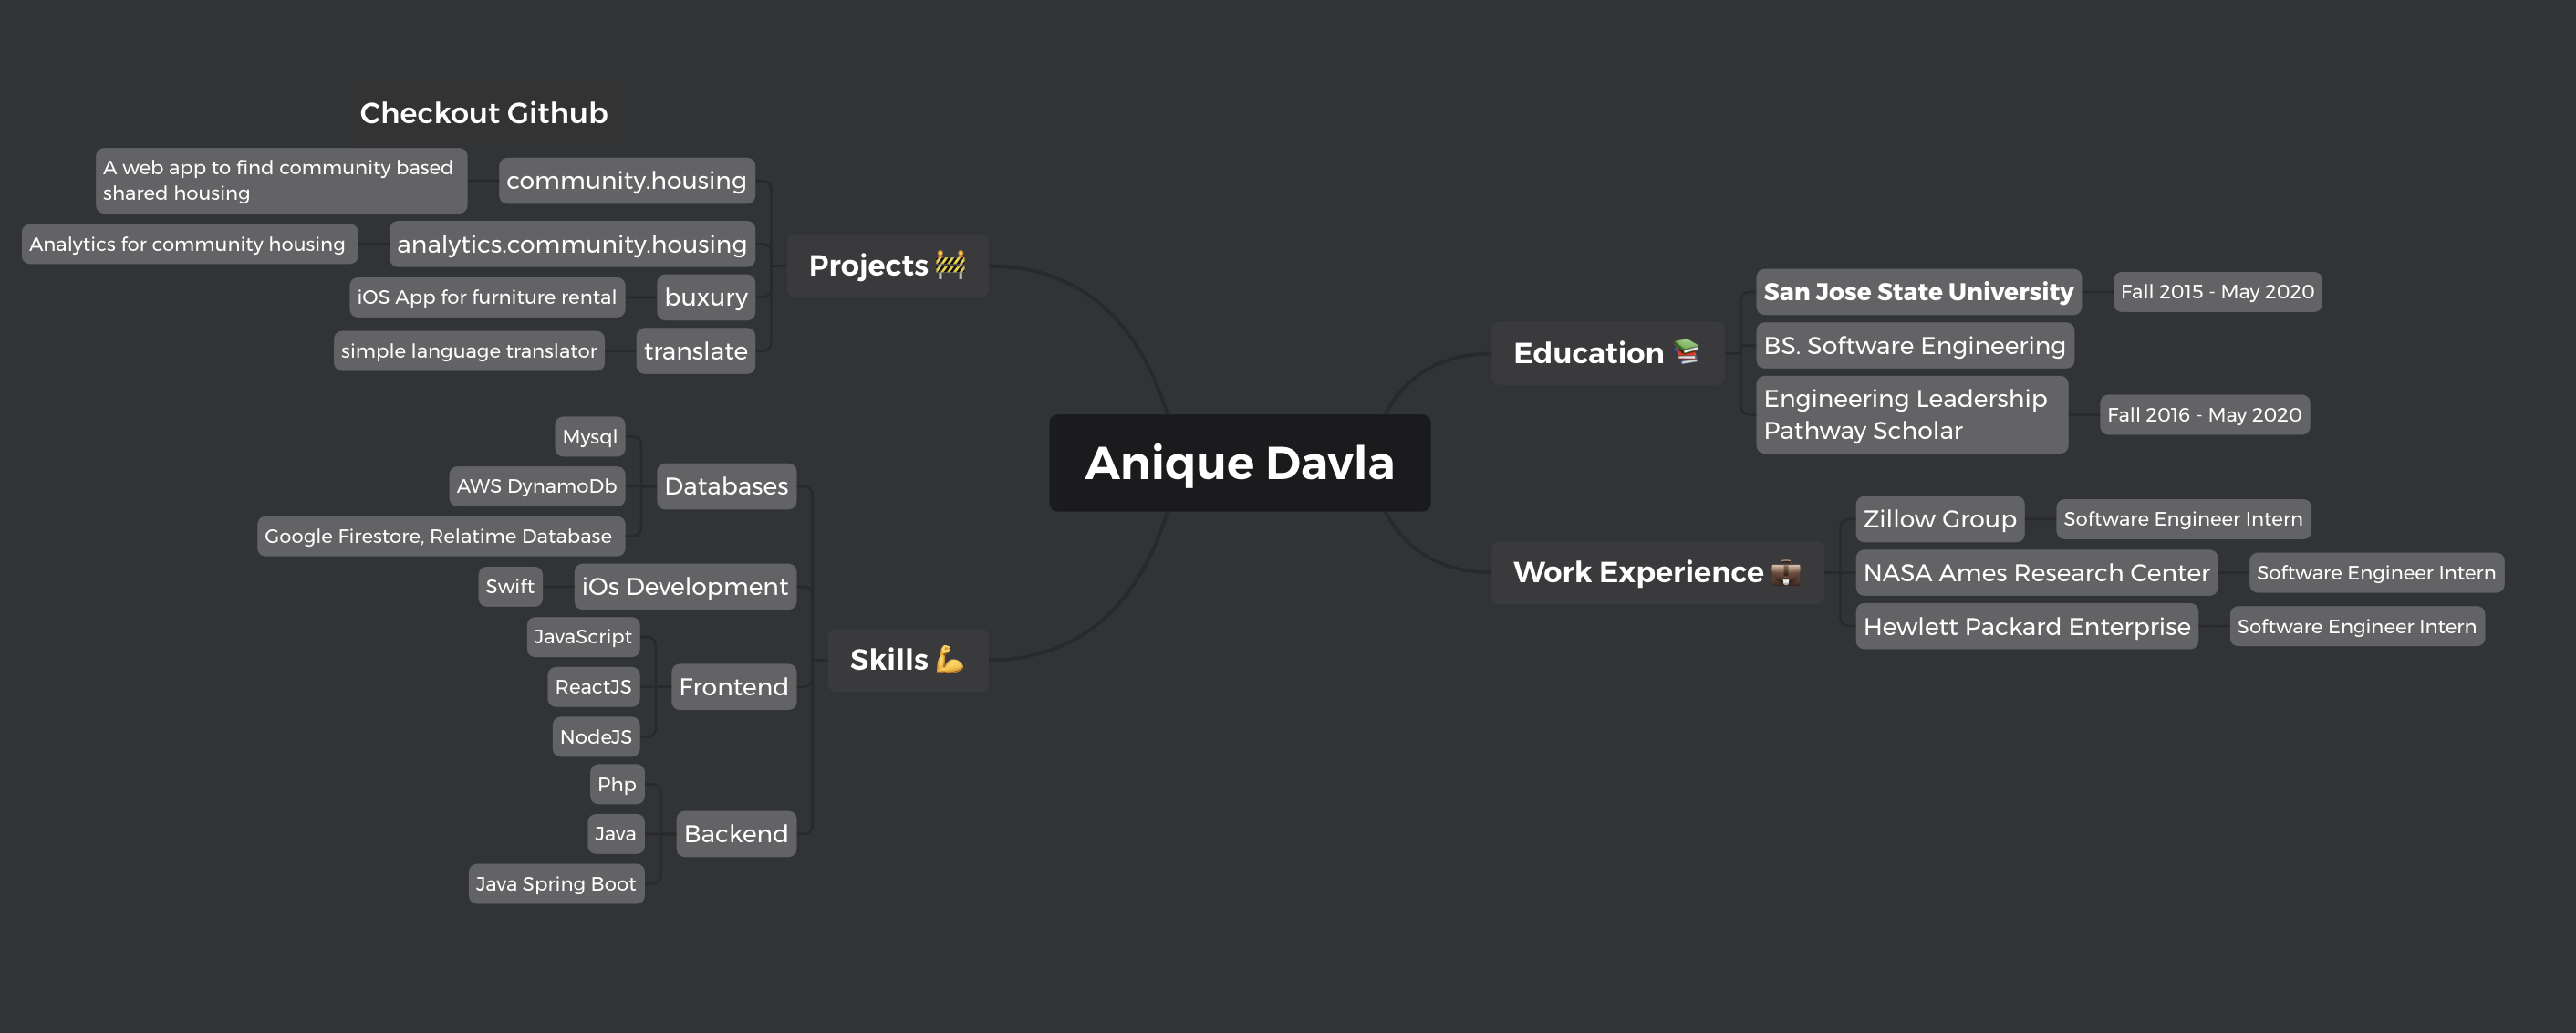 Checkout Github
Projects
community.housing
A web app to find community based
shared housing
analytics.community.housing
Analytics for community housing
buxury
iOS App for furniture rental
translate
simple language translator
Anique Davla
Education
San Jose State University
Fall 2015 - May 2020
BS. Software Engineering
Engineering Leadership
Pathway Scholar
Fall 2016 - May 2020
Work Experience
Zillow Group
Software Engineer Intern
NASA Ames Research Center
Software Engineer Intern
Hewlett Packard Enterprise
Software Engineer Intern
Skills
Databases
Mysql
AWS DynamoDb
Google Firestore, Relatime Database
iOs Development
Swift
Frontend
JavaScript
ReactJS
NodeJS
Backend
Php
Java
Java Spring Boot